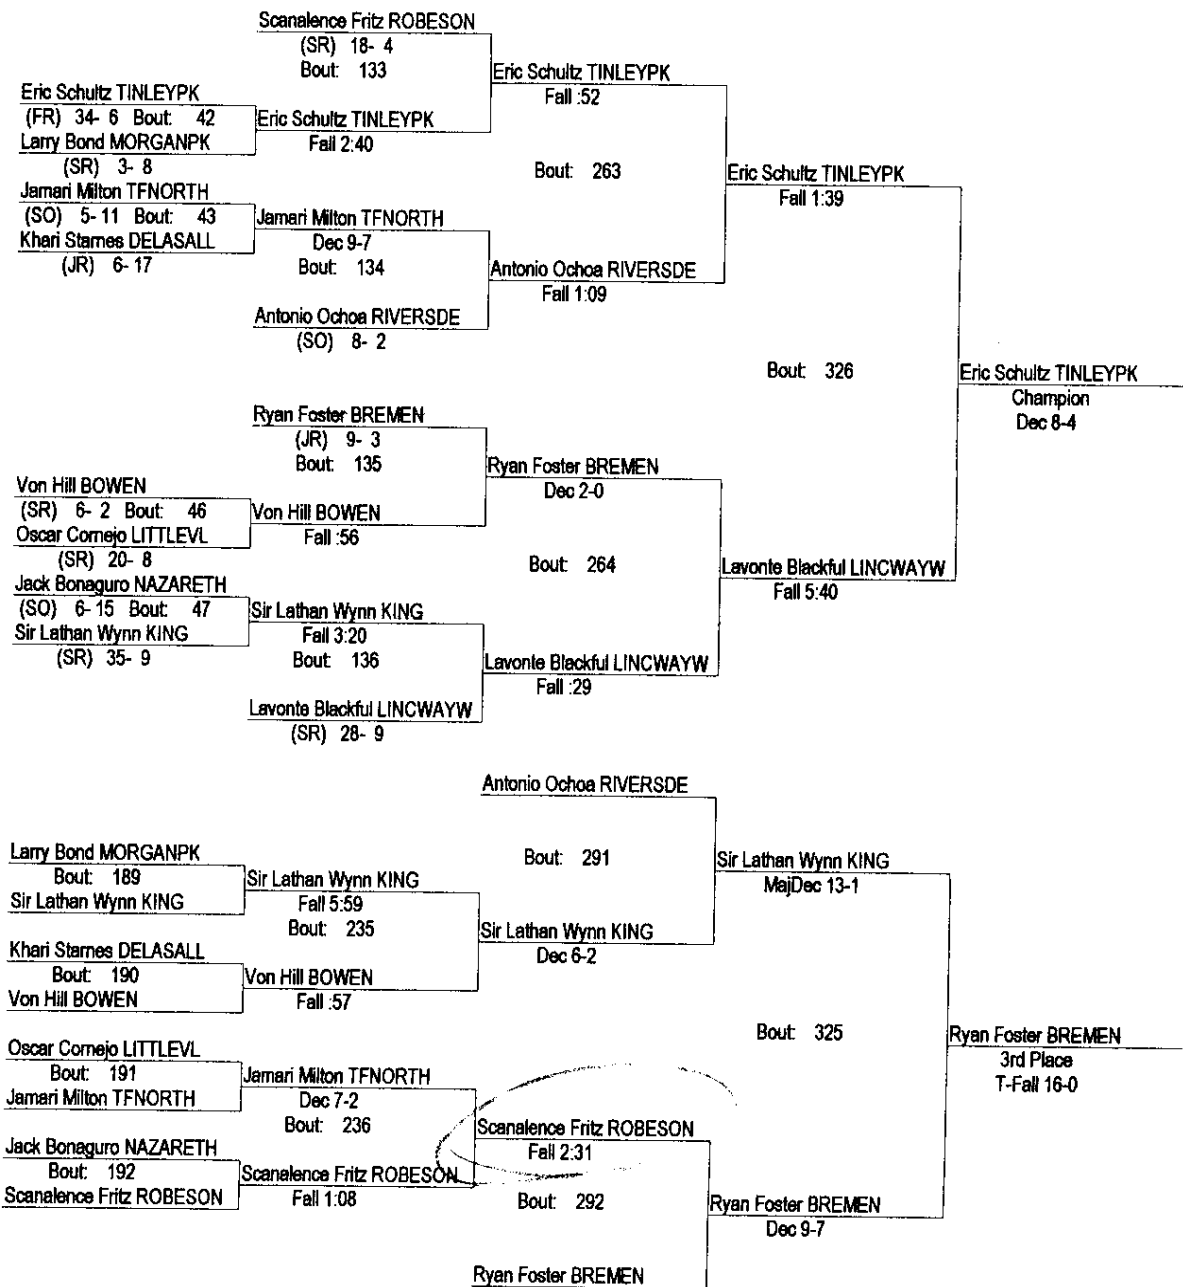 Scanalence Fritz ROBESON
(SR) 18- 4
Bout: 133
Eric Schultz TINLEYPK
Fall :52
Eric Schultz TINLEYPK
(FR) 34- 6 Bout: 42
Eric Schultz TINLEYPK
Larry Bond MORGANPK
Fall 2:40
(SR) 3- 8
Bout: 263
Eric Schultz TINLEYPK
Jamari Milton TFNORTH
Fall 1:39
(SO) 5- 11 Bout: 43
Jamari Milton TFNORTH
Khari Starnes DELASALL
Dec 9-7
(JR) 6- 17
Bout: 134
Antonio Ochoa RIVERSDE
Fall 1:09
Antonio Ochoa RIVERSDE
(SO) 8- 2
Bout: 326
Eric Schultz TINLEYPK
Champion
Dec 8-4
Ryan Foster BREMEN
(JR) 9- 3
Bout: 135
Ryan Foster BREMEN
Dec 2-0
Von Hill BOWEN
(SR) 6- 2 Bout: 46
Von Hill BOWEN
Oscar Cornejo LITTLEVL
Fall :56
(SR) 20- 8
Bout: 264
Lavonte Blackful LINCWAYW
Fall 5:40
Jack Bonaguro NAZARETH
(SO) 6- 15 Bout: 47
Sir Lathan Wynn KING
Sir Lathan Wynn KING
Fall 3:20
(SR) 35- 9
Bout: 136
Lavonte Blackful LINCWAYW
Fall :29
Lavonte Blackful LINCWAYW
(SR) 28- 9
Antonio Ochoa RIVERSDE
Larry Bond MORGANPK
Bout: 291
Sir Lathan Wynn KING
Bout: 189
Sir Lathan Wynn KING
MajDec 13-1
Sir Lathan Wynn KING
Fall 5:59
Bout: 235
Sir Lathan Wynn KING
Dec 6-2
Khari Starnes DELASALL
Bout: 190
Von Hill BOWEN
Von Hill BOWEN
Fall :57
Bout: 325
Ryan Foster BREMEN
3rd Place
T-Fall 16-0
Oscar Cornejo LITTLEVL
Bout: 191
Jamari Milton TFNORTH
Jamari Milton TFNORTH
Dec 7-2
Bout: 236
Scanalence Fritz ROBESON
Fall 2:31
Jack Bonaguro NAZARETH
Bout: 192
Scanalence Fritz ROBESON
Scanalence Fritz ROBESON
Fall 1:08
Bout: 292
Ryan Foster BREMEN
Dec 9-7
Ryan Foster BREMEN